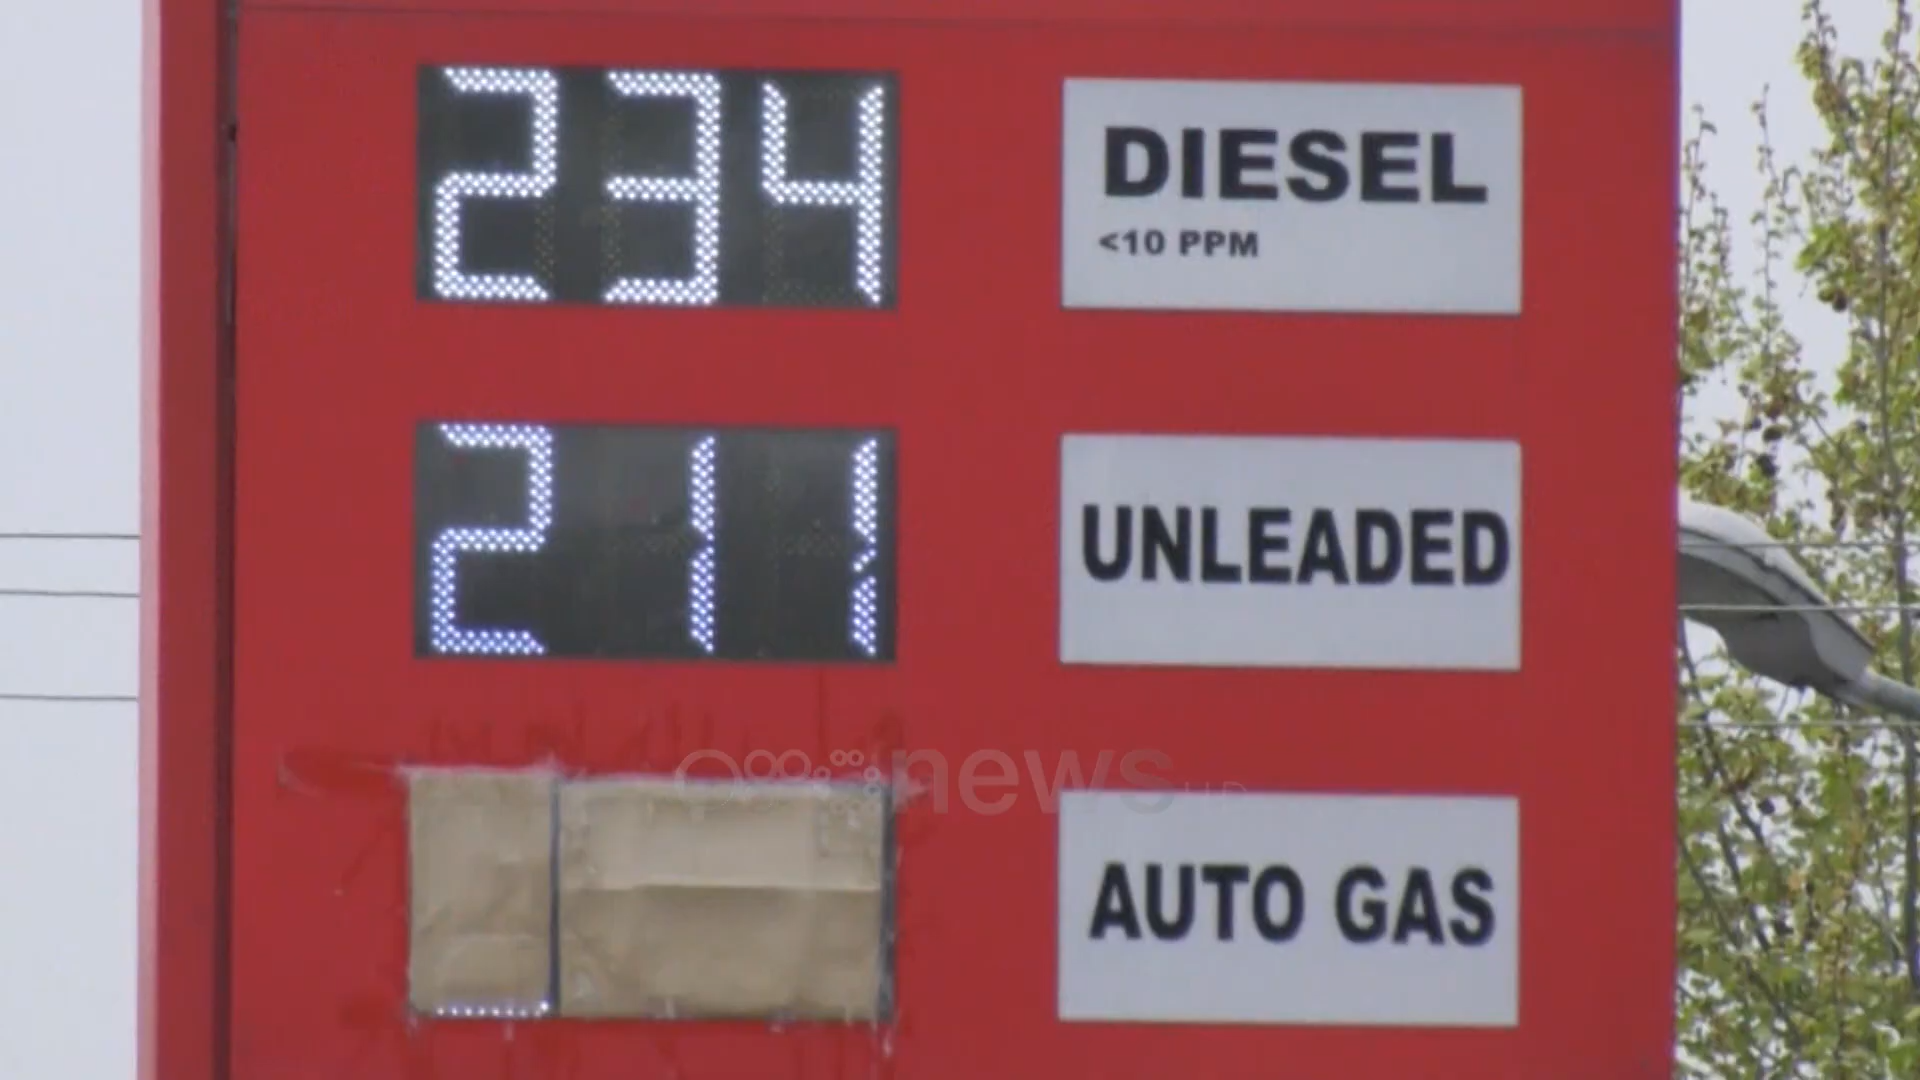 234
DIESEL
<10 PPM
211
UNLEADED
news
AUTO GAS